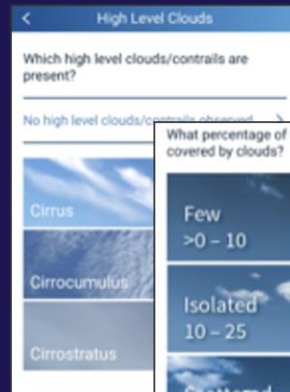 High Level Clouds
Which high level clouds/contrails are
present?
No high level clouds/contrails observed
Cirrus
Cirrocumulus
Cirrostratus
What percentage of
covered by clouds?
Few
>0 – 10
Isolated
10 – 25